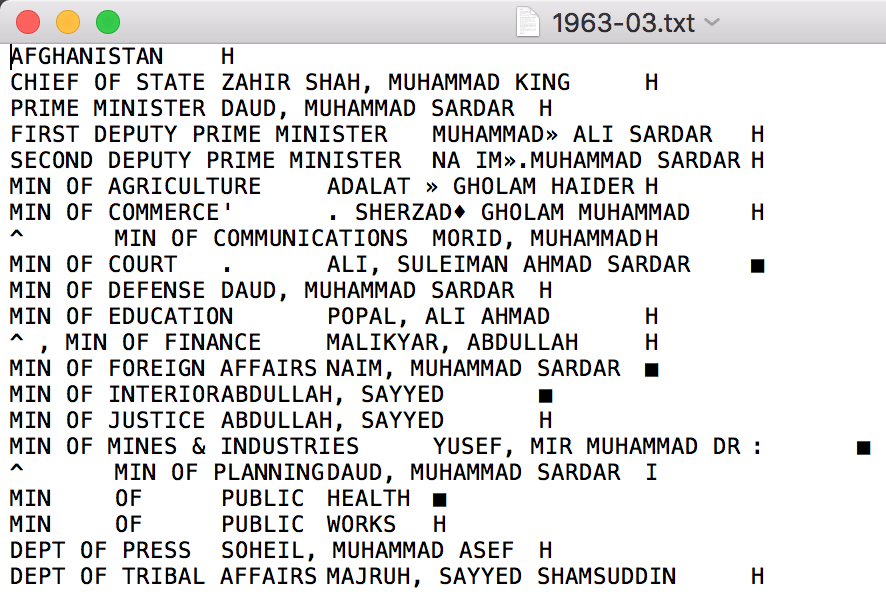 1963-03.txt
AFGHANISTAN H
CHIEF OF STATE ZAHIR SHAH, MUHAMMAD KING H
PRIME MINISTER DAUD, MUHAMMAD SARDAR H
FIRST DEPUTY PRIME MINISTER MUHAMMAD» ALI SARDAR H
SECOND DEPUTY PRIME MINISTER NA IM».MUHAMMAD SARDAR H
MIN OF AGRICULTURE ADALAT » GHOLAM HAIDER H
MIN OF COMMERCE' . SHERZAD♦ GHOLAM MUHAMMAD H
^ MIN OF COMMUNICATIONS MORID, MUHAMMADH
MIN OF COURT . ALI, SULEIMAN AHMAD SARDAR ■
MIN OF DEFENSE DAUD, MUHAMMAD SARDAR H
MIN OF EDUCATION POPAL, ALI AHMAD H
^ , MIN OF FINANCE MALIKYAR, ABDULLAH H
MIN OF FOREIGN AFFAIRS NAIM, MUHAMMAD SARDAR ■
MIN OF INTERIORABDULLAH, SAYYED ■
MIN OF JUSTICE ABDULLAH, SAYYED H
MIN OF MINES & INDUSTRIES YUSEF, MIR MUHAMMAD DR : ■
^ MIN OF PLANNINGDAUD, MUHAMMAD SARDAR I
MIN OF PUBLIC HEALTH ■
MIN OF PUBLIC WORKS H
DEPT OF PRESS SOHEIL, MUHAMMAD ASEF H
DEPT OF TRIBAL AFFAIRS MAJRUH, SAYYED SHAMSUDDIN H